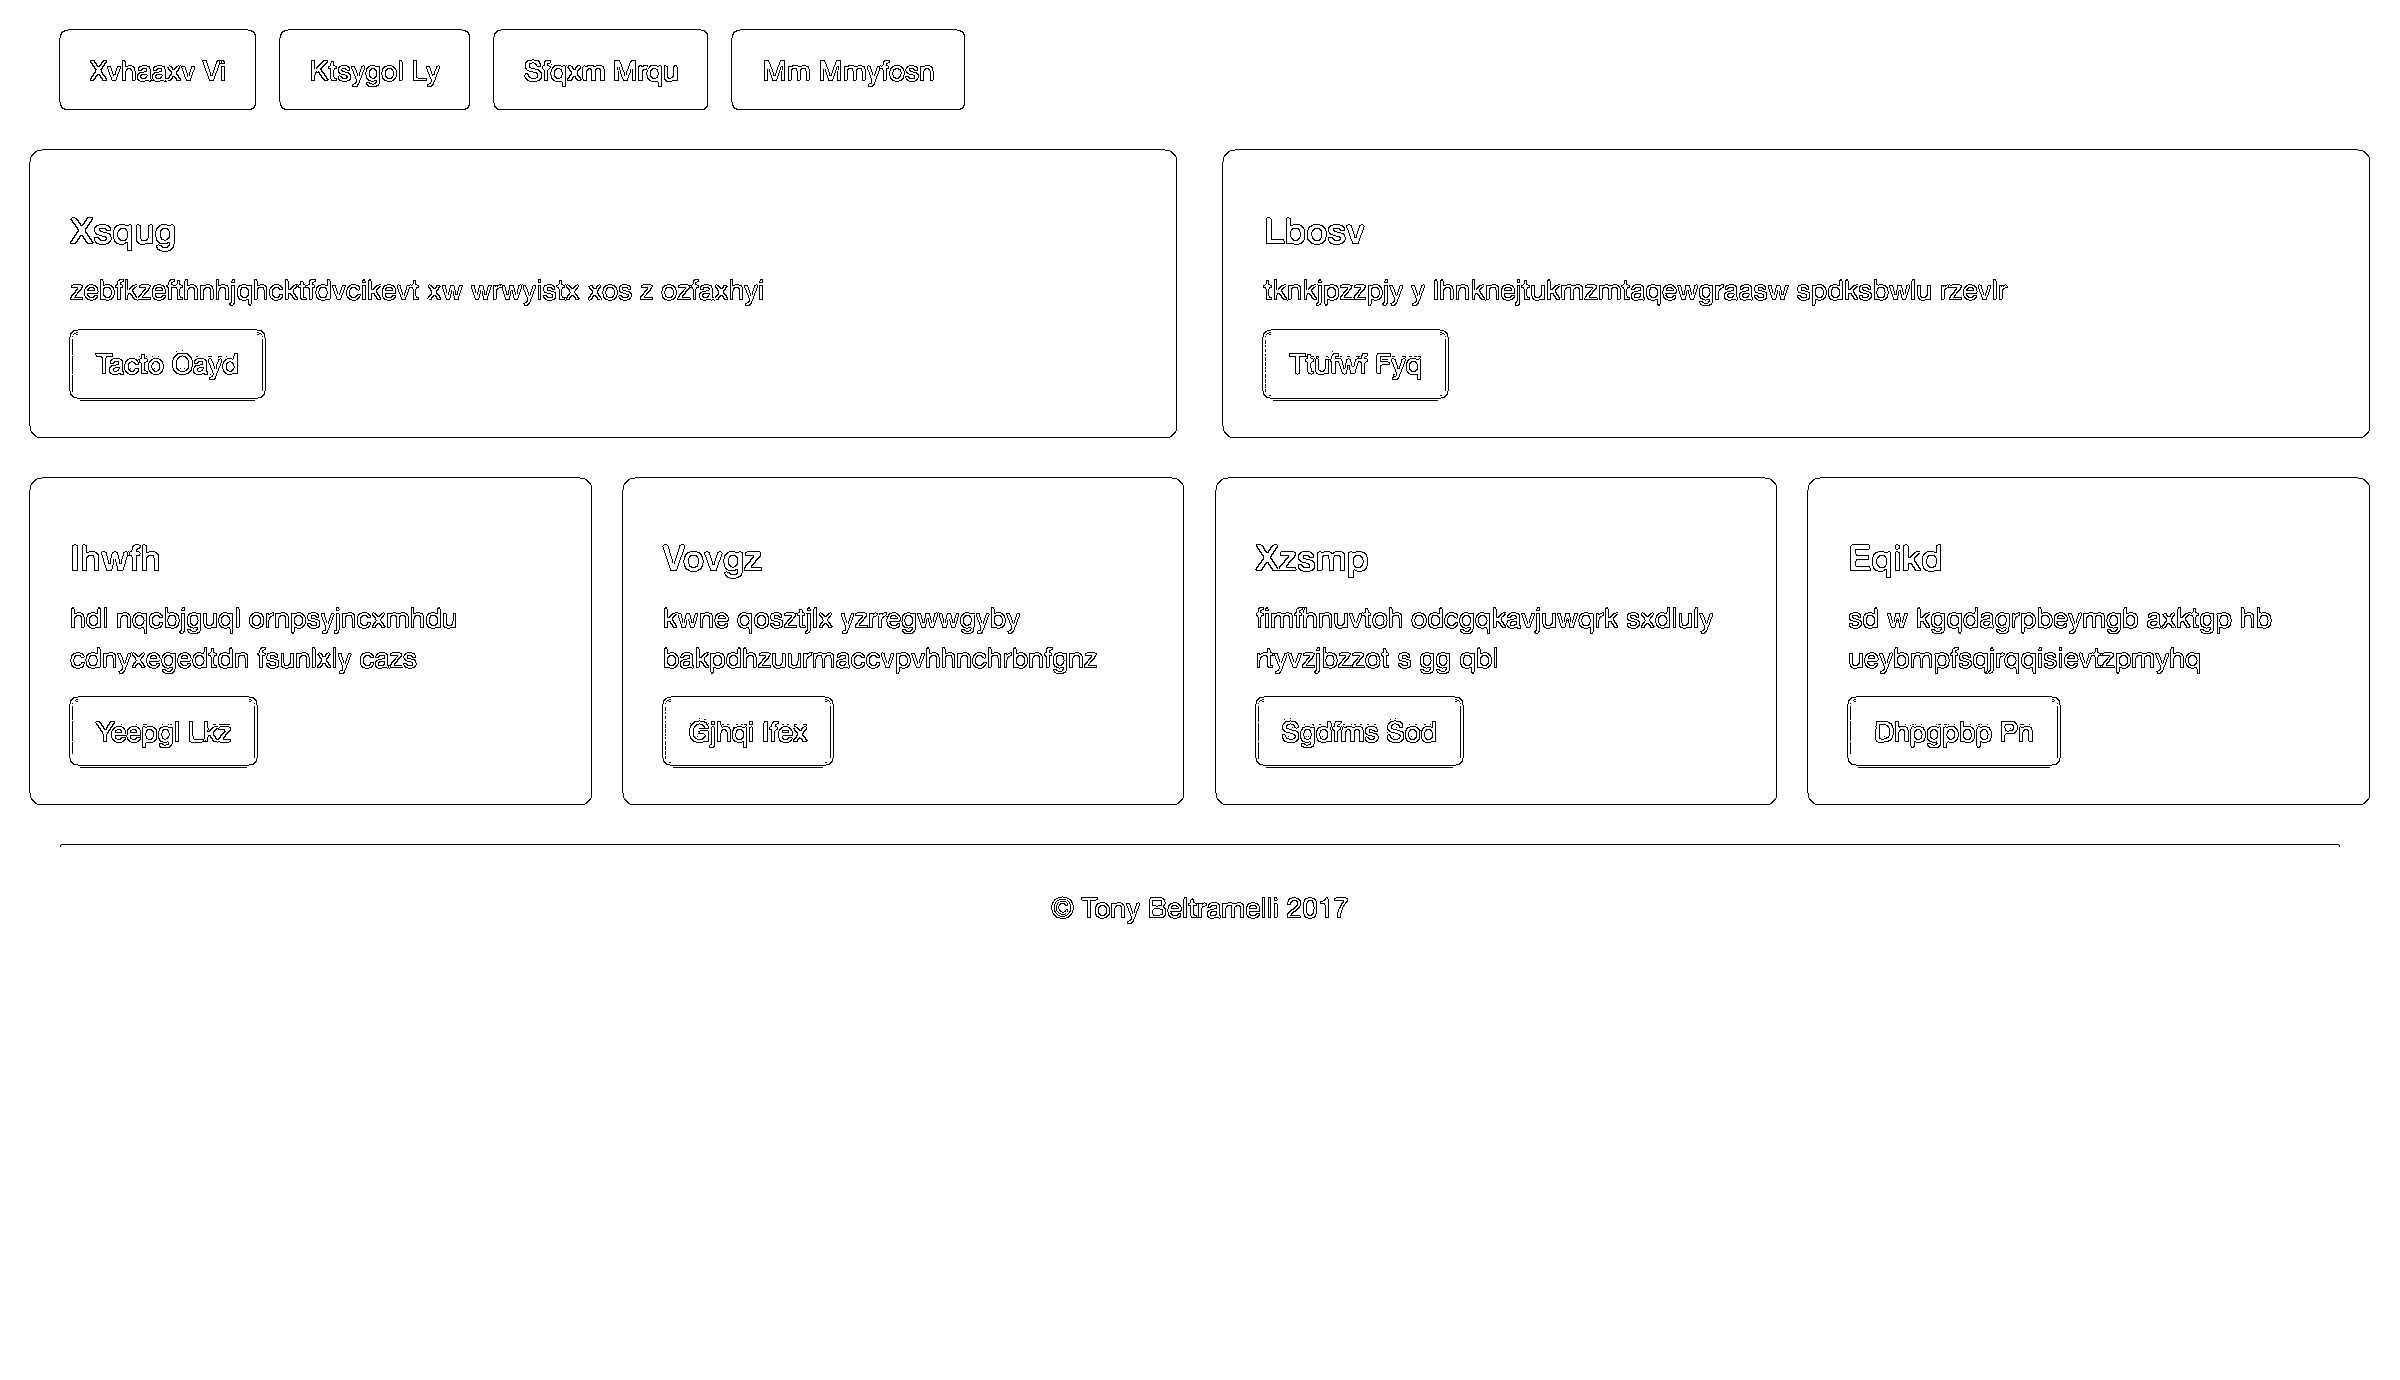 Xvhaaxv Vi
Ktsygol Ly
Sfqxm Mrqu
Mm Mmyfosn
Xsqug
zebfkzefthnhjqhcktfdvcikevt xw wrwyistx xos z ozfaxhyi
Tacto Oayd
Lbosv
tknkjpzzpjy y lhnknejtukmzmtaqewgraasw spdksbwlu rzevlr
Ttufwf Fyq
Ihwfh
hdl nqcbjguql ornpsyjncxmhdu
cdnyxegedtdn fsunlxly cazs
Yeepgl Lkz
Vovgz
kwne qosztjlx yzrregwwgyby
bakpdhzuurmaccvpvhhnchrbnfgnz
Gjhqi Ifex
Xzsmp
fimfhnuvtoh odcgqkavjuwqrk sxdluly
rtyvzjbzzot s gg qbl
Sgdfms Sod
Eqikd
sd w kgqdagrpbeymgb axktgp hb
ueybmpfsqjrqqisievtzpmyhq
Dhpgpbp Pn
© Tony Beltramelli 2017